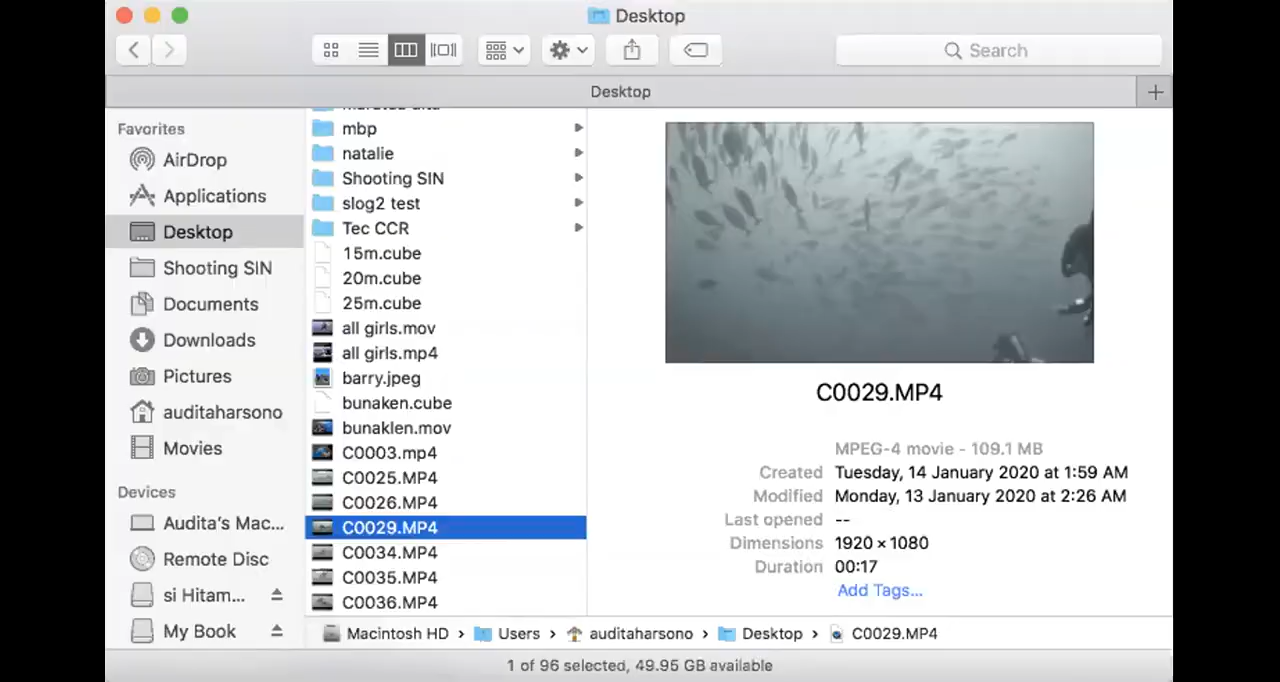 Desktop
Search
Desktop
Favorites
AirDrop
Applications
Desktop
Shooting SIN
Documents
Downloads
Pictures
auditaharsono
Movies
Devices
Audita's Mac...
Remote Disc
si Hitam...
My Book
mbp
natalie
Shooting SIN
slog2 test
Tec CCR
15m.cube
20m.cube
25m.cube
all girls.mov
all girls.mp4
barry.jpeg
bunaken.cube
bunaklen.mov
C0003.mp4
C0025.MP4
C0026.MP4
C0029.MP4
C0034.MP4
C0035.MP4
C0036.MP4
C0029.MP4
MPEG-4 movie - 109.1 MB
Created Tuesday, 14 January 2020 at 1:59 AM
Modified Monday, 13 January 2020 at 2:26 AM
Last opened --
Dimensions 1920 × 1080
Duration 00:17
Add Tags...
Macintosh HD › Users › auditaharsono › Desktop › C0029.MP4
1 of 96 selected, 49.95 GB available